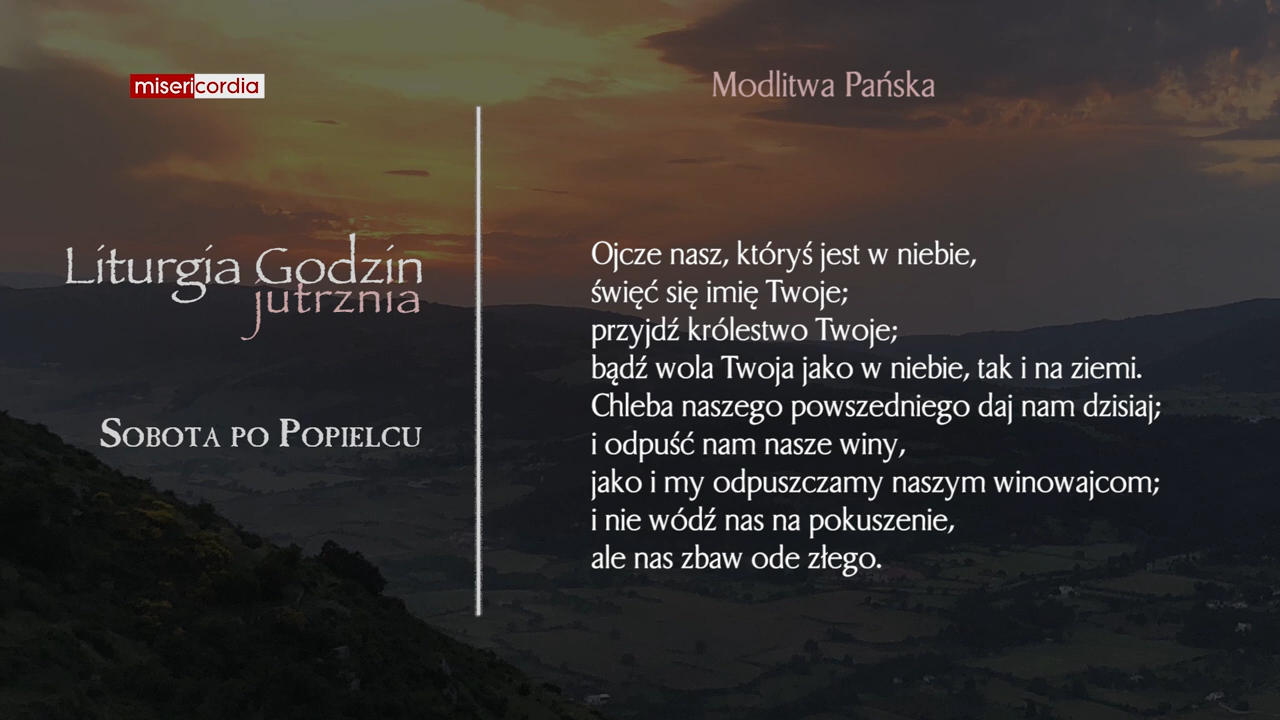 misericordia
Liturgia Godzin
jutrznia
Sobota po Popielcu
Modlitwa Pańska
Ojcze nasz, któryś jest w niebie,
święć się imię Twoje;
przyjdź królestwo Twoje;
bądź wola Twoja jako w niebie, tak i na ziemi.
Chleba naszego powszedniego daj nam dzisiaj;
i odpuść nam nasze winy,
jako i my odpuszczamy naszym winowajcom;
i nie wódź nas na pokuszenie,
ale nas zbaw ode złego.